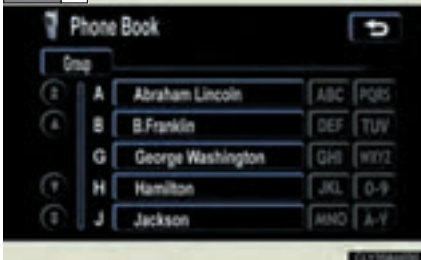 Phone Book
Group
A Abraham Lincoln ABC PQRS
B B.Franklin DEF TUV
G George Washington GHI WXYZ
H Hamilton JKL 0-9
J Jackson MNO A-Y